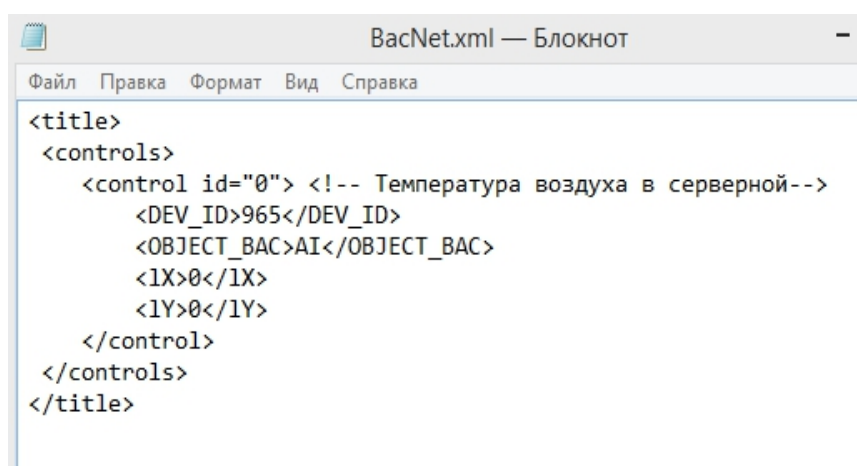 BacNet.xml — Блокнот
Файл Правка Формат Вид Справка
<title>
<controls>
<control id="0"> <!-- Температура воздуха в серверной-->
<DEV_ID>965</DEV_ID>
<OBJECT_BAC>AI</OBJECT_BAC>
<lX>0</lX>
<lY>0</lY>
</control>
</controls>
</title>